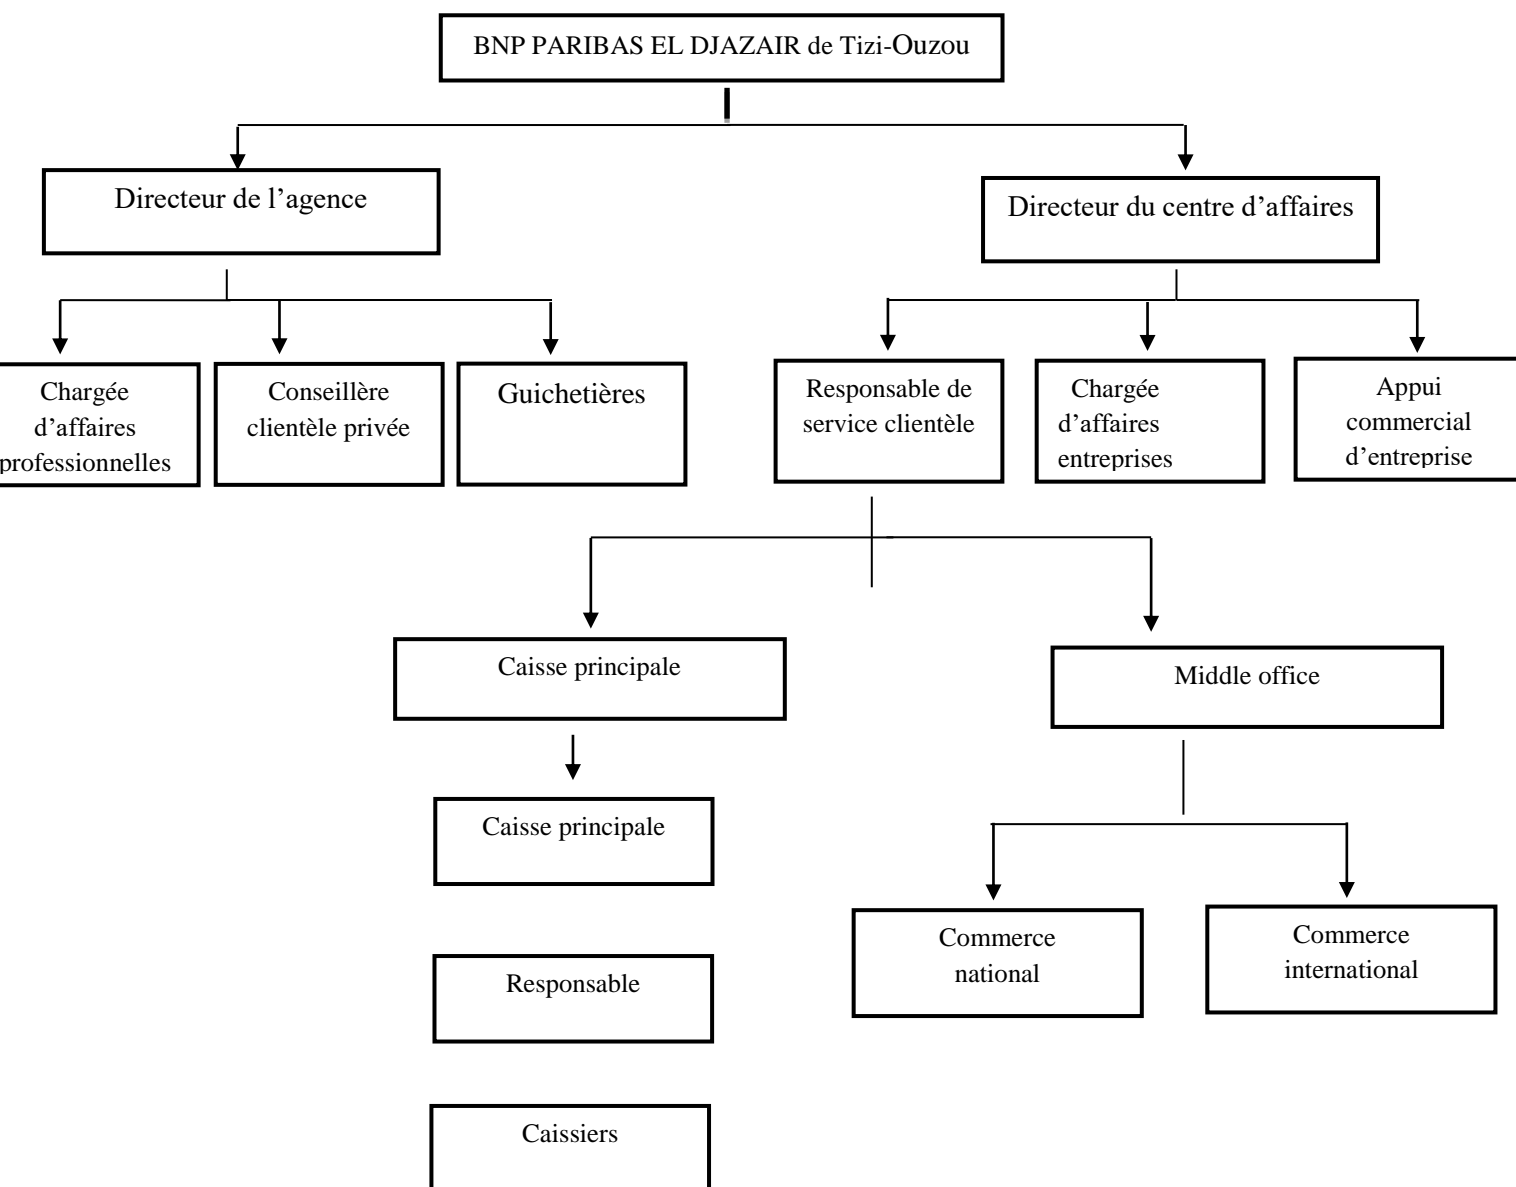 BNP PARIBAS EL DJAZAIR de Tizi-Ouzou
Directeur de l’agence
Directeur du centre d’affaires
Chargée
d’affaires
professionnelles
Conseillère
clientèle privée
Guichetières
Responsable de
service clientèle
Chargée
d’affaires
entreprises
Appui
commercial
d’entreprise
Caisse principale
Middle office
Caisse principale
Commerce
national
Commerce
international
Responsable
Caissiers